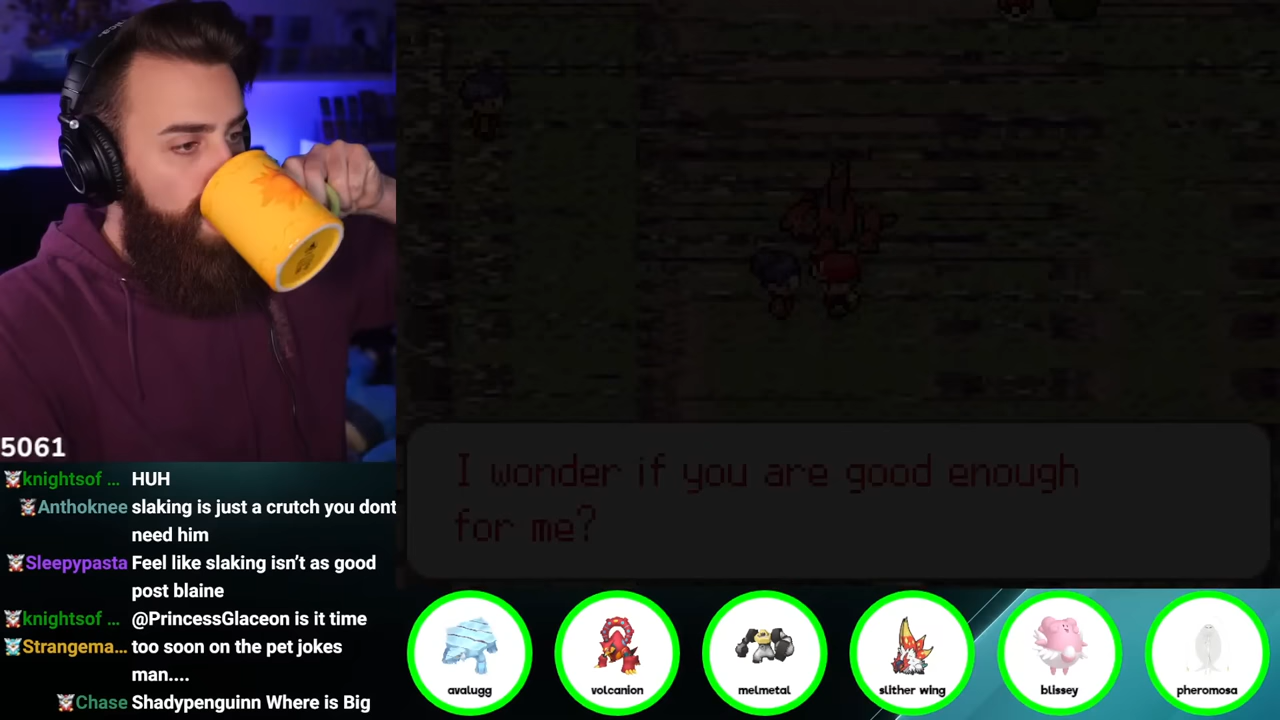 I wonder if you are good enough
for me?
5061
knightsof ... HUH
Anthoknee slaking is just a crutch you dont
need him
Sleepypasta Feel like slaking isn't as good
post blaine
knightsof ... @PrincessGlaceon is it time
Strangema... too soon on the pet jokes
man....
Chase Shadypenguinn Where is Big
avalugg
volcanion
melmetal
slither wing
blissey
pheromosa